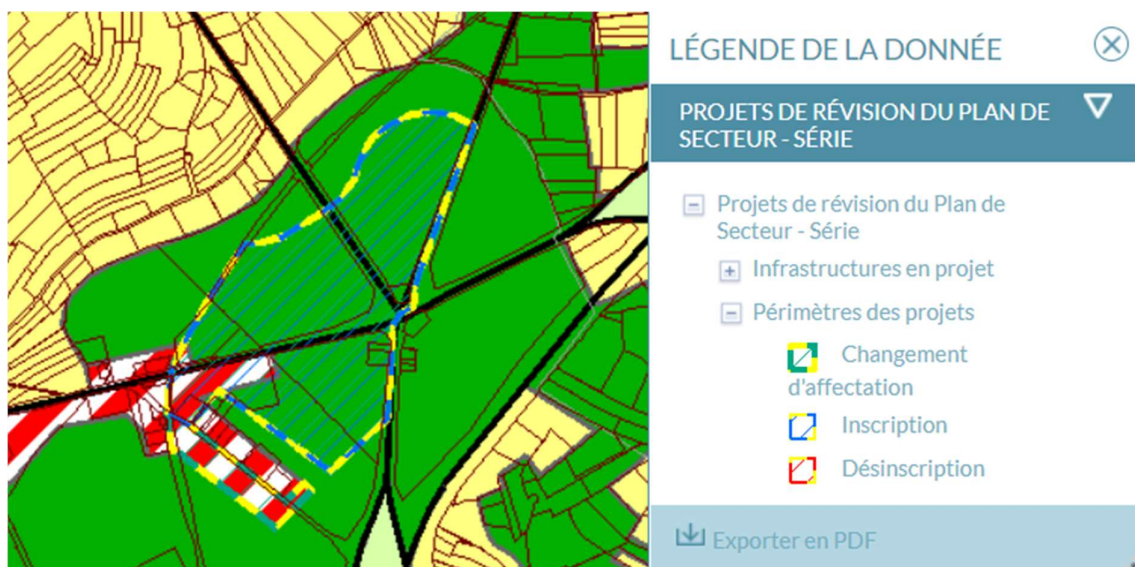 LÉGENDE DE LA DONNÉE
PROJETS DE RÉVISION DU PLAN DE
SECTEUR - SÉRIE
Projets de révision du Plan de
Secteur - Série
Infrastructures en projet
Périmètres des projets
Changement
d'affectation
Inscription
Désinscription
Exporter en PDF